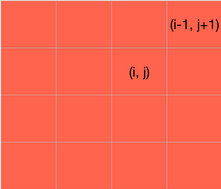 (i-1, j+1)
(i, j)